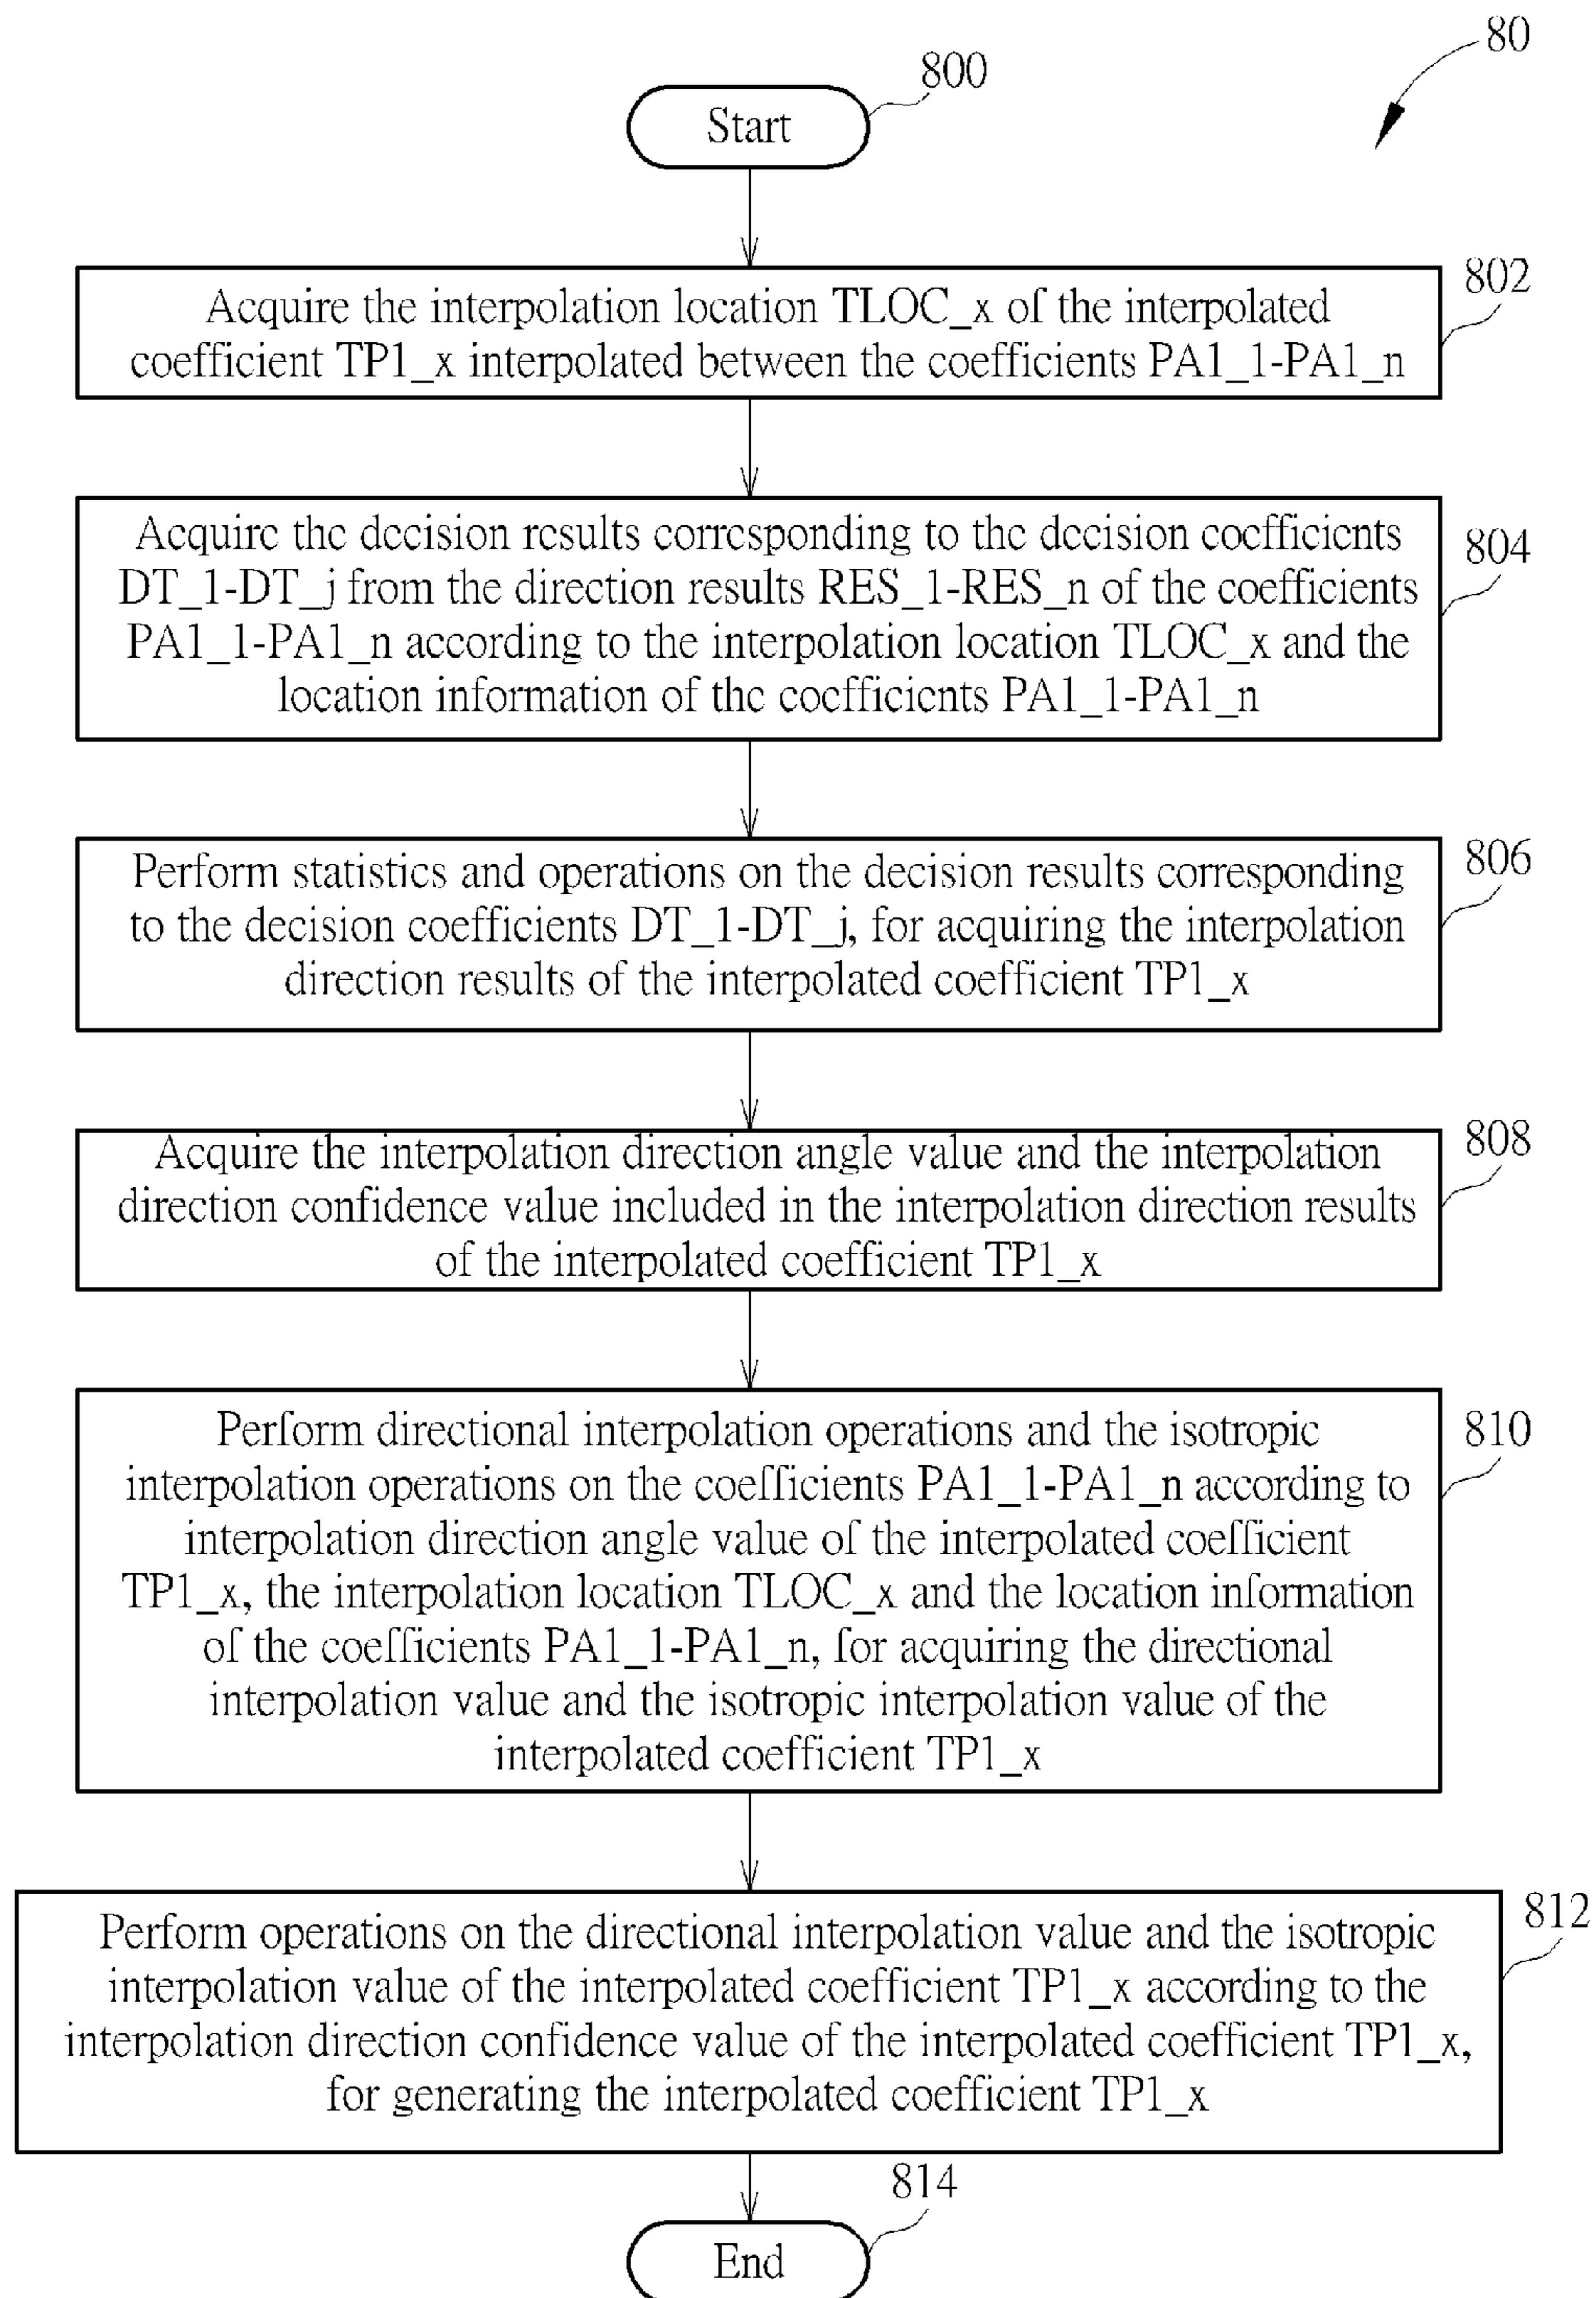 80
800
Start
802
Acquire the interpolation location TLOC_x of the interpolated
coefficient TP1_x interpolated between the coefficients PA1_1-PA1_n
804
Acquire the decision results corresponding to the decision coefficients
DT_1-DT_j from the direction results RES_1-RES_n of the coefficients
PA1_1-PA1_n according to the interpolation location TLOC_x and the
location information of the coefficients PA1_1-PA1_n
806
Perform statistics and operations on the decision results corresponding
to the decision coefficients DT_1-DT_j, for acquiring the interpolation
direction results of the interpolated coefficient TP1_x
808
Acquire the interpolation direction angle value and the interpolation
direction confidence value included in the interpolation direction results
of the interpolated coefficient TP1_x
810
Perform directional interpolation operations and the isotropic
interpolation operations on the coefficients PA1_1-PA1_n according to
interpolation direction angle value of the interpolated coefficient
TP1_x, the interpolation location TLOC_x and the location information
of the coefficients PA1_1-PA1_n, for acquiring the directional
interpolation value and the isotropic interpolation value of the
interpolated coefficient TP1_x
812
Perform operations on the directional interpolation value and the isotropic
interpolation value of the interpolated coefficient TP1_x according to the
interpolation direction confidence value of the interpolated coefficient TP1_x,
for generating the interpolated coefficient TP1_x
814
End